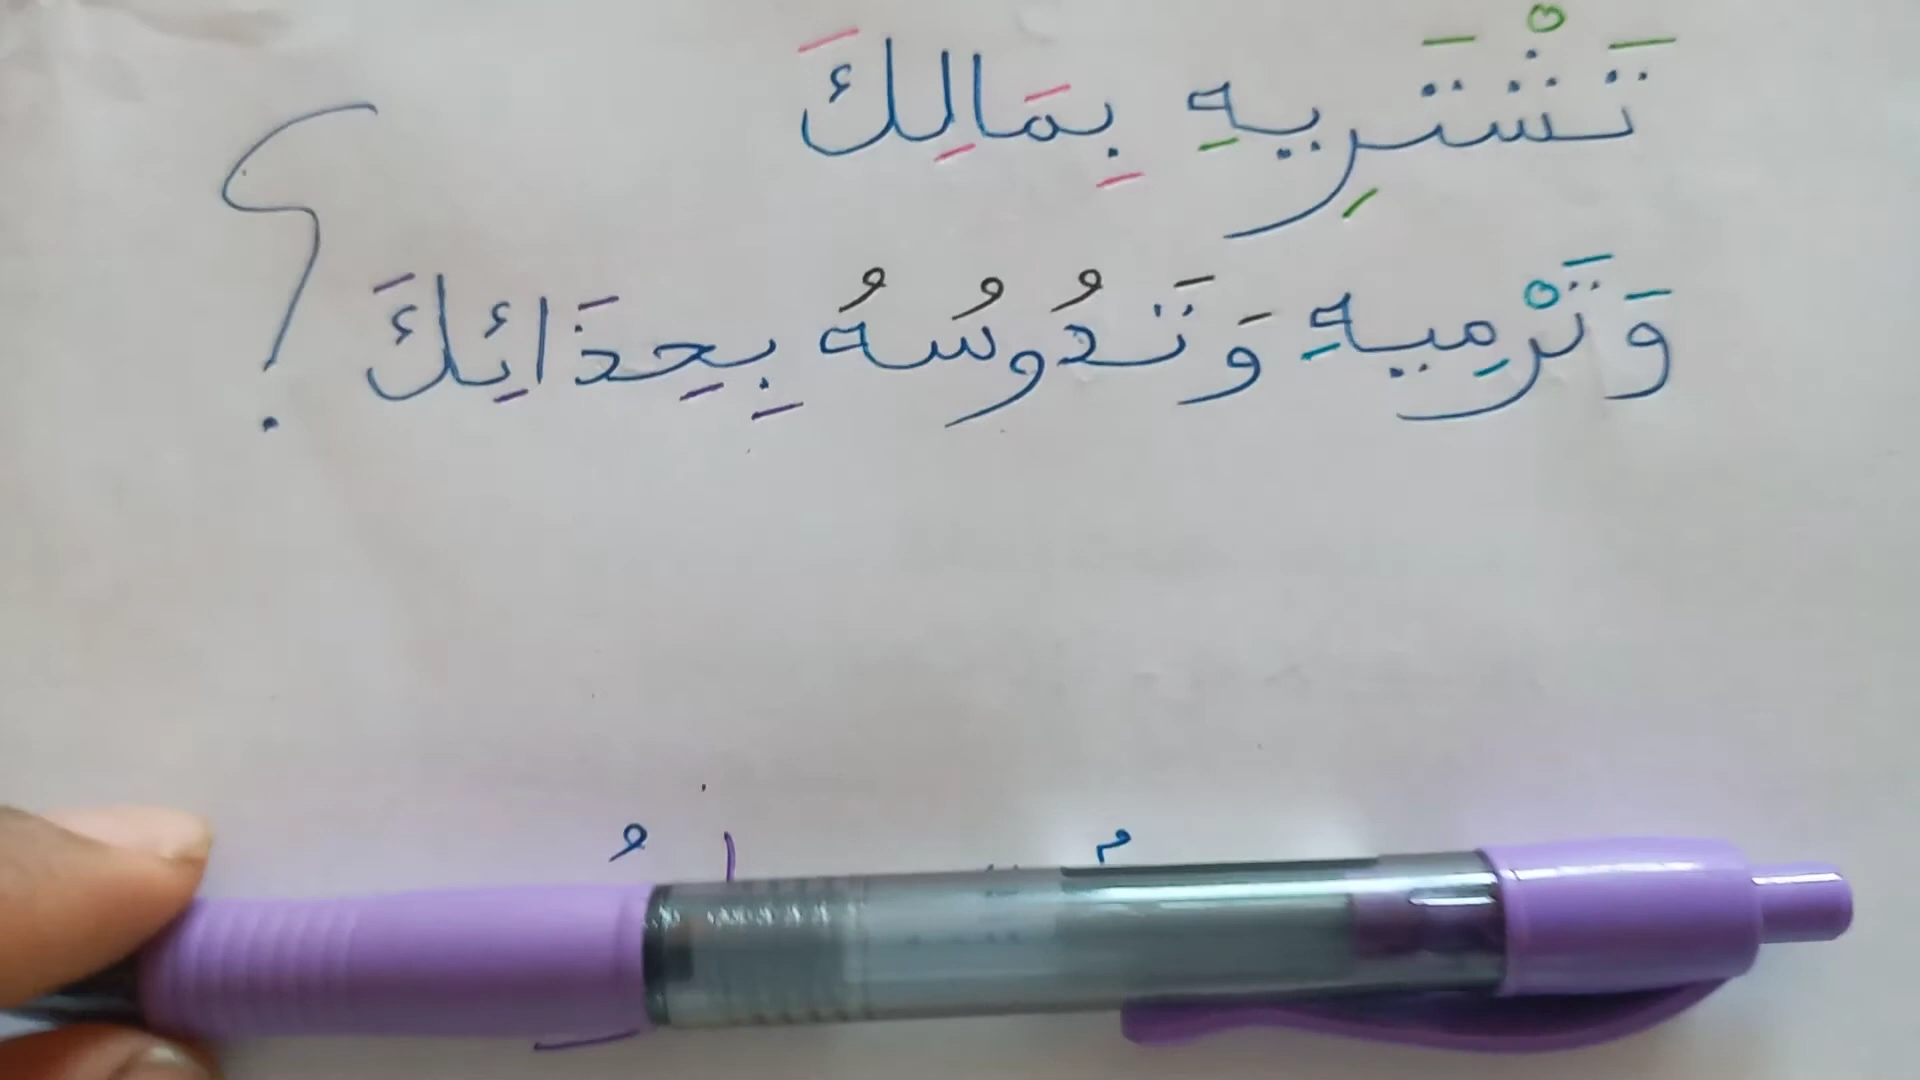 تَشْتَرِيهِ بِمَالِكَ
وَتَرْمِيهِ وَتَدُوسُهُ بِحِذَائِكَ ؟